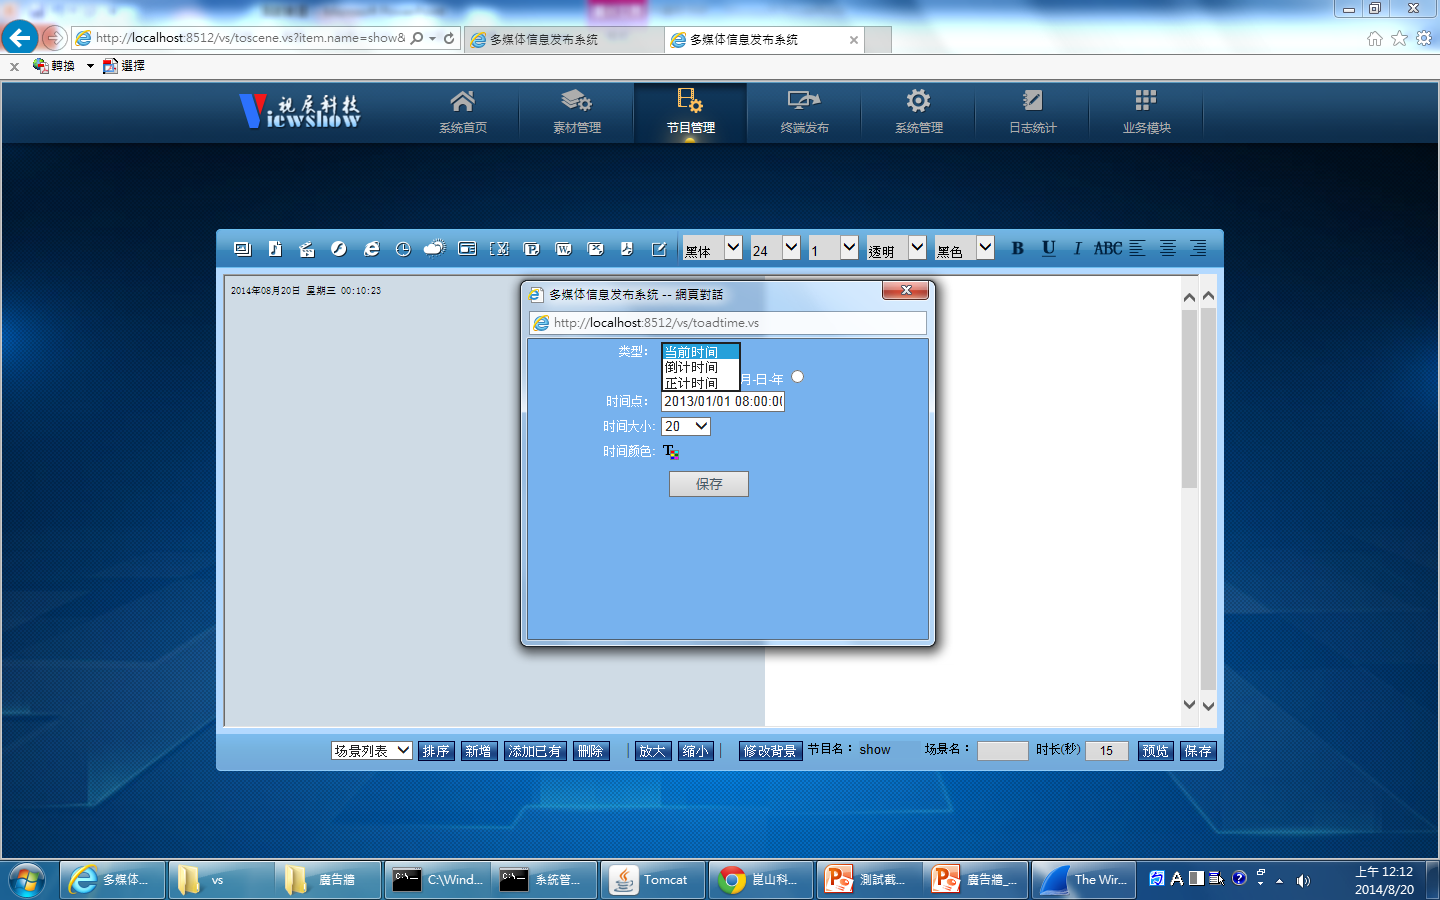 http://localhost:8512/vs/toscene.vs?item.name=show&
多媒体信息发布系统
多媒体信息发布系统
x 轉換 選擇
视展科技
Viewshow
系统首页
素材管理
节目管理
终端发布
系统管理
日志统计
业务模块
黑体 24 1 透明 黑色 B U I ABC
2014年08月20日 星期三 00:10:23
多媒体信息发布系统 -- 網頁對話
http://localhost:8512/vs/toadtime.vs
类型: 当前时间
倒计时间
正计时间
月-日-年
时间点: 2013/01/01 08:00:00
时间大小: 20
时间颜色: T
保存
场景列表 排序 新增 添加已有 删除 | 放大 缩小 | 修改背景 节目名: show 场景名: 时长(秒) 15 预览 保存
多媒体... vs 廣告牆 C:\Wind... 系統管... Tomcat 崑山科... 測試截... 廣告牆_... The Wir... A
上午 12:12
2014/8/20